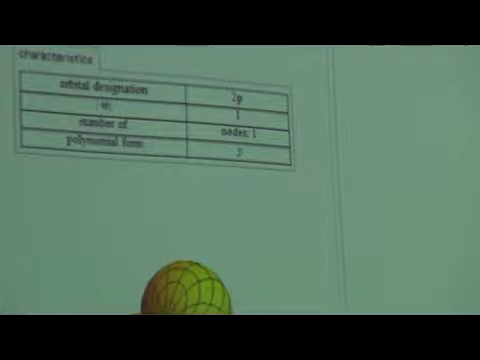 characteristics
orbital designation 2p
m 1
number of nodes: 1
polynomial form y